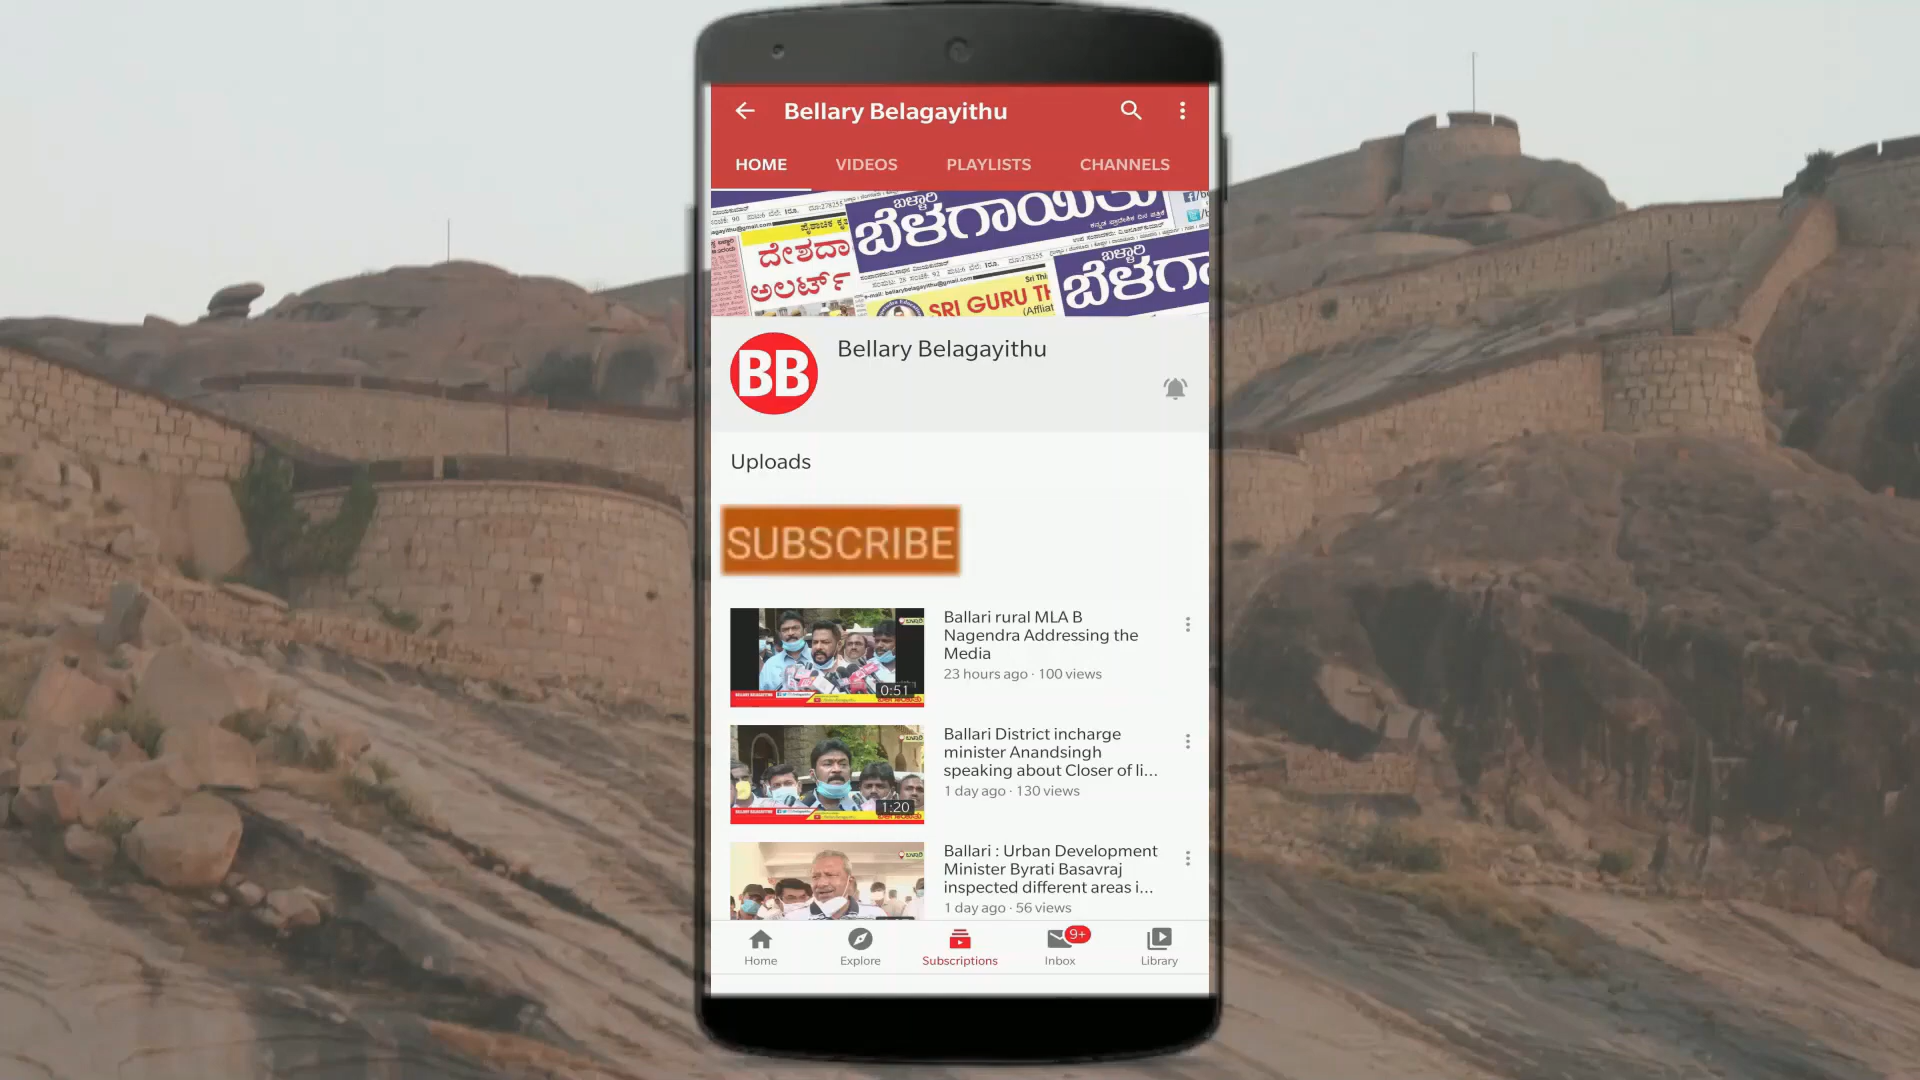 Bellary Belagayithu
HOME VIDEOS PLAYLISTS CHANNELS
ಬಳ್ಳಾರಿ
ಬೆಳಗಾಯಿತು
ದೇಶದಾ
ಅಲರ್ಟ್
ಬಳ್ಳಾರಿ
ಬೆಳಗಾ
SRI GURU TH
(Affliat
BB
Bellary Belagayithu
Uploads
SUBSCRIBE
Ballari rural MLA B
Nagendra Addressing the
Media
23 hours ago · 100 views
0:51
Ballari District incharge
minister Anandsingh
speaking about Closer of li...
1 day ago · 130 views
1:20
Ballari : Urban Development
Minister Byrati Basavraj
inspected different areas i...
1 day ago · 56 views
9+
Home Explore Subscriptions Inbox Library